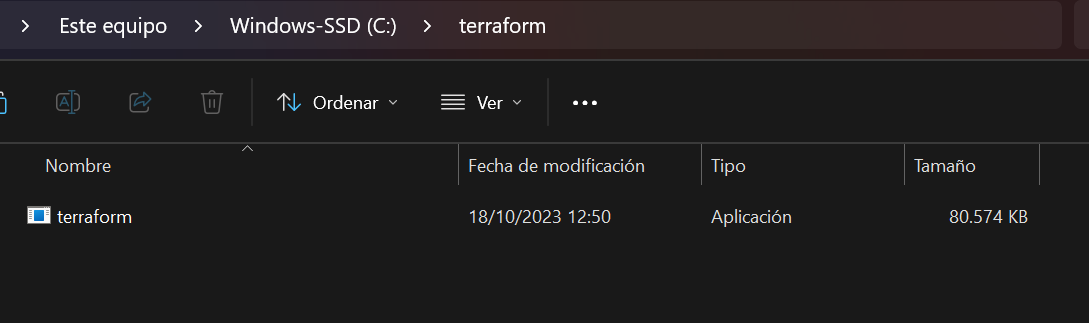 Este equipo > Windows-SSD (C:) > terraform
Ordenar Ver
Nombre Fecha de modificación Tipo Tamaño
terraform 18/10/2023 12:50 Aplicación 80.574 KB